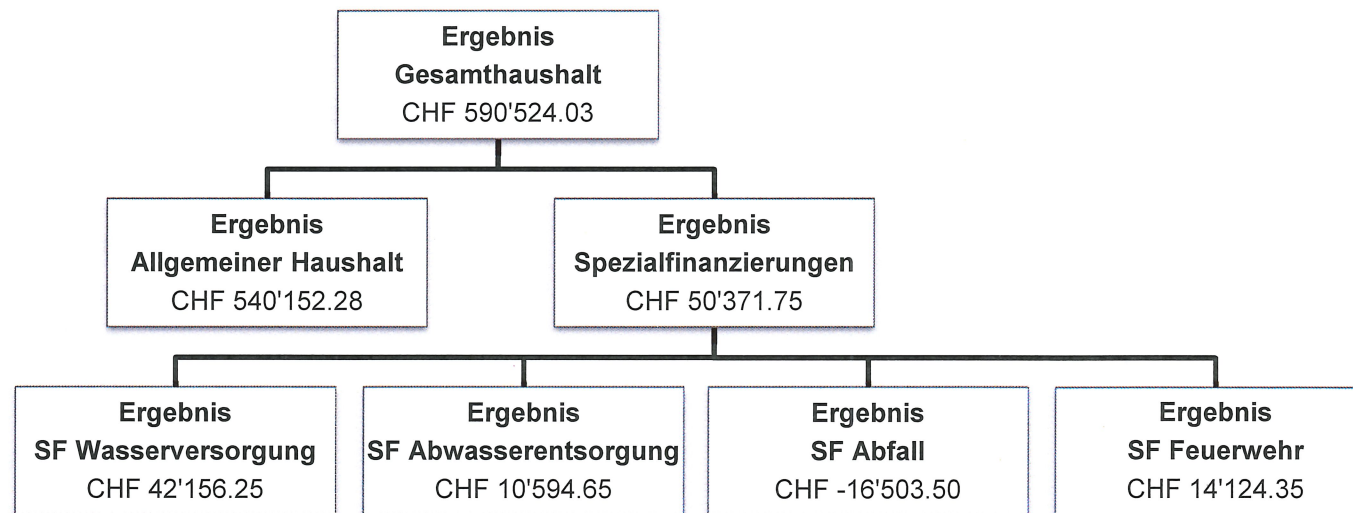 Ergebnis
Gesamthaushalt
CHF 590'524.03
Ergebnis
Allgemeiner Haushalt
CHF 540'152.28
Ergebnis
Spezialfinanzierungen
CHF 50'371.75
Ergebnis
SF Wasserversorgung
CHF 42'156.25
Ergebnis
SF Abwasserentsorgung
CHF 10'594.65
Ergebnis
SF Abfall
CHF -16'503.50
Ergebnis
SF Feuerwehr
CHF 14'124.35